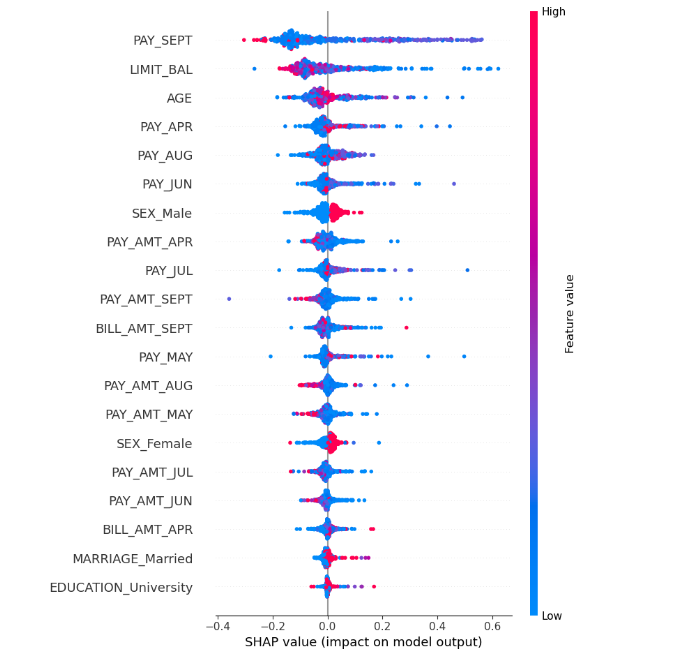 High
PAY_SEPT
LIMIT_BAL
AGE
PAY_APR
PAY_AUG
PAY_JUN
SEX_Male
PAY_AMT_APR
PAY_JUL
PAY_AMT_SEPT
BILL_AMT_SEPT
PAY_MAY
PAY_AMT_AUG
PAY_AMT_MAY
SEX_Female
PAY_AMT_JUL
PAY_AMT_JUN
BILL_AMT_APR
MARRIAGE_Married
EDUCATION_University
Feature value
Low
−0.4 −0.2 0.0 0.2 0.4 0.6
SHAP value (impact on model output)